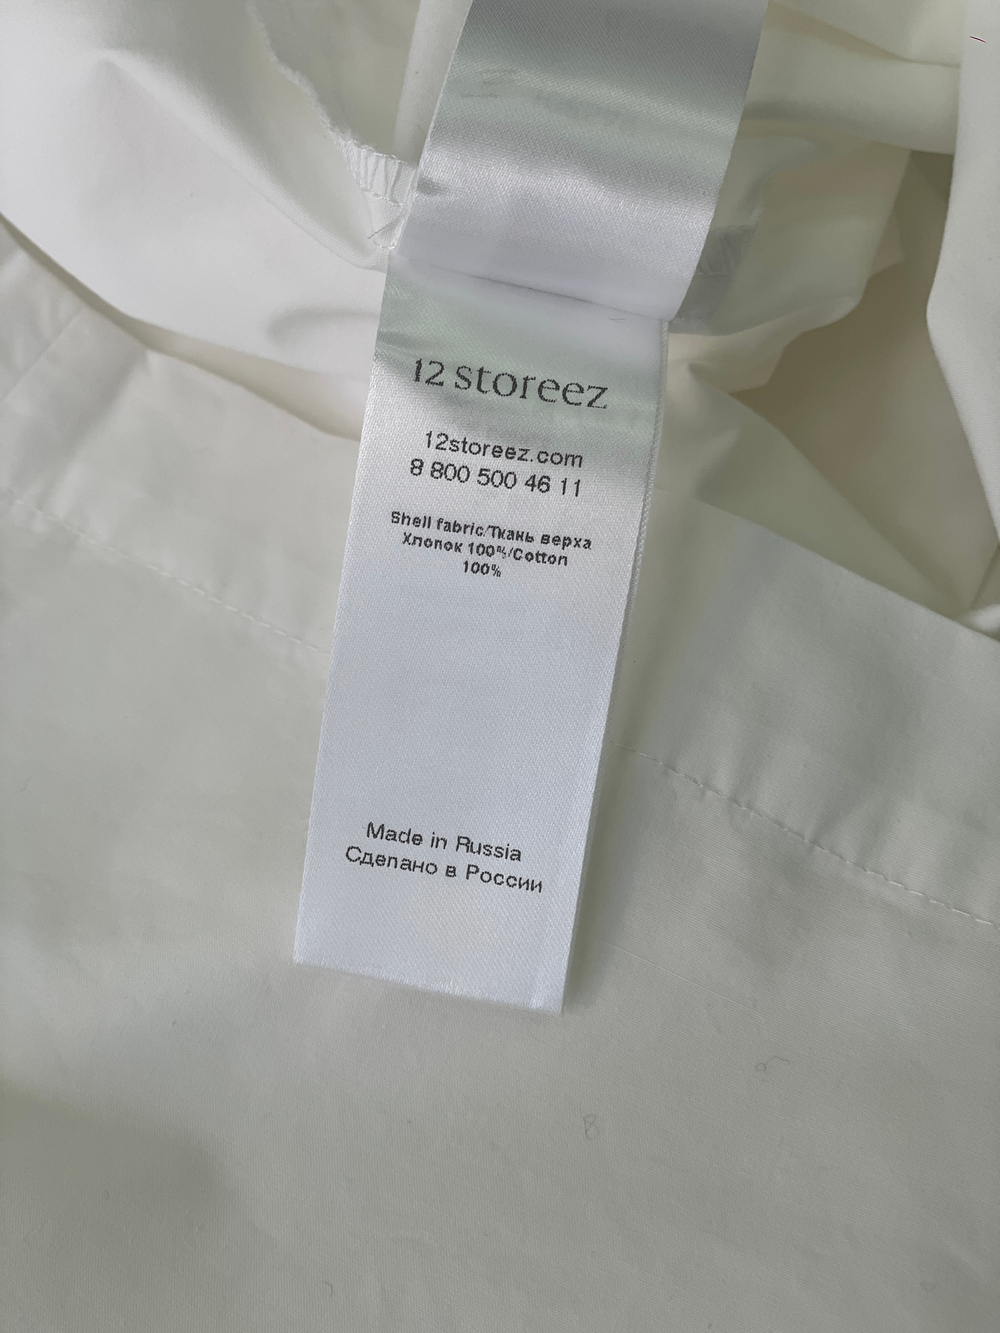 12 storeez
12storeez.com
8 800 500 46 11
Shell fabric/Ткань верха
Хлопок 100%/Cotton
100%
Made in Russia
Сделано в России